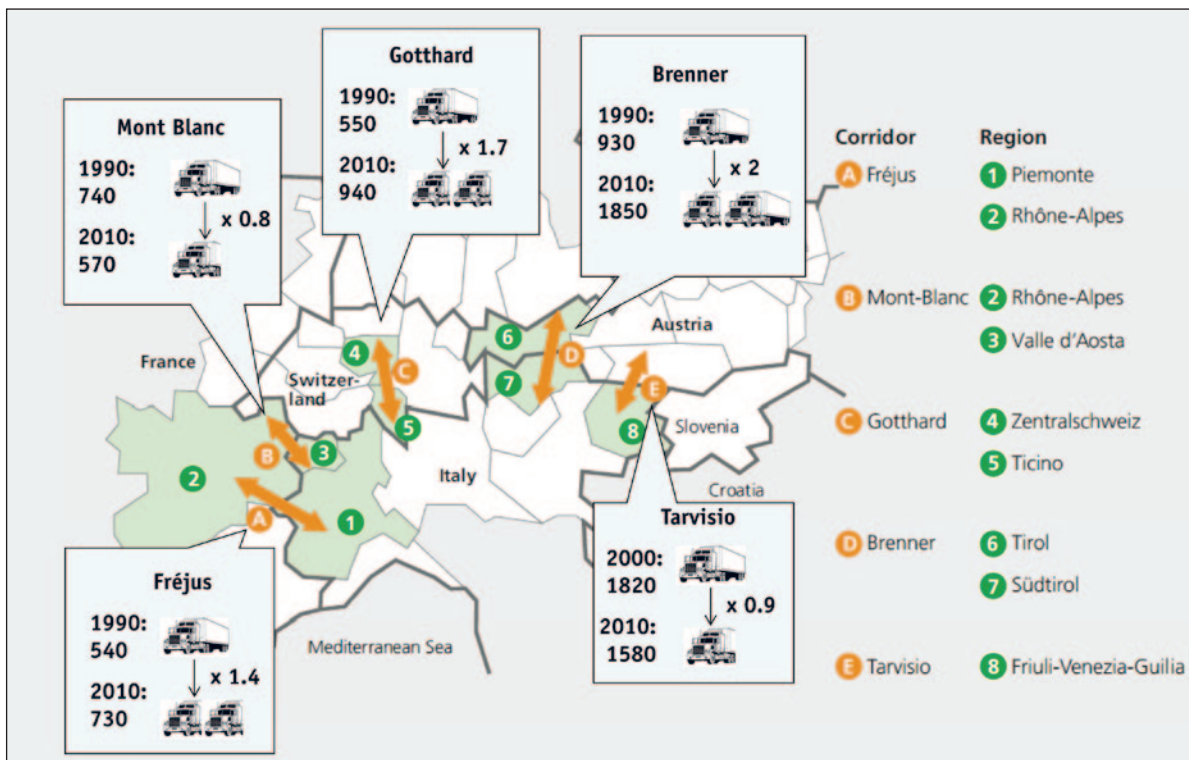 Gotthard
1990:
550
x 1.7
2010:
940
Brenner
1990:
930
x 2
2010:
1850
Mont Blanc
1990:
740
x 0.8
2010:
570
Corridor
Region
A Fréjus
1 Piemonte
2 Rhône-Alpes
B Mont-Blanc
2 Rhône-Alpes
3 Valle d'Aosta
C Gotthard
4 Zentralschweiz
5 Ticino
D Brenner
6 Tirol
7 Südtirol
E Tarvisio
8 Friuli-Venezia-Guilia
France
Switzer-
land
Austria
Slovenia
Italy
Croatia
Mediterranean Sea
4
C
5
6
D
7
E
8
B
3
2
A
1
Fréjus
1990:
540
x 1.4
2010:
730
Tarvisio
2000:
1820
x 0.9
2010:
1580